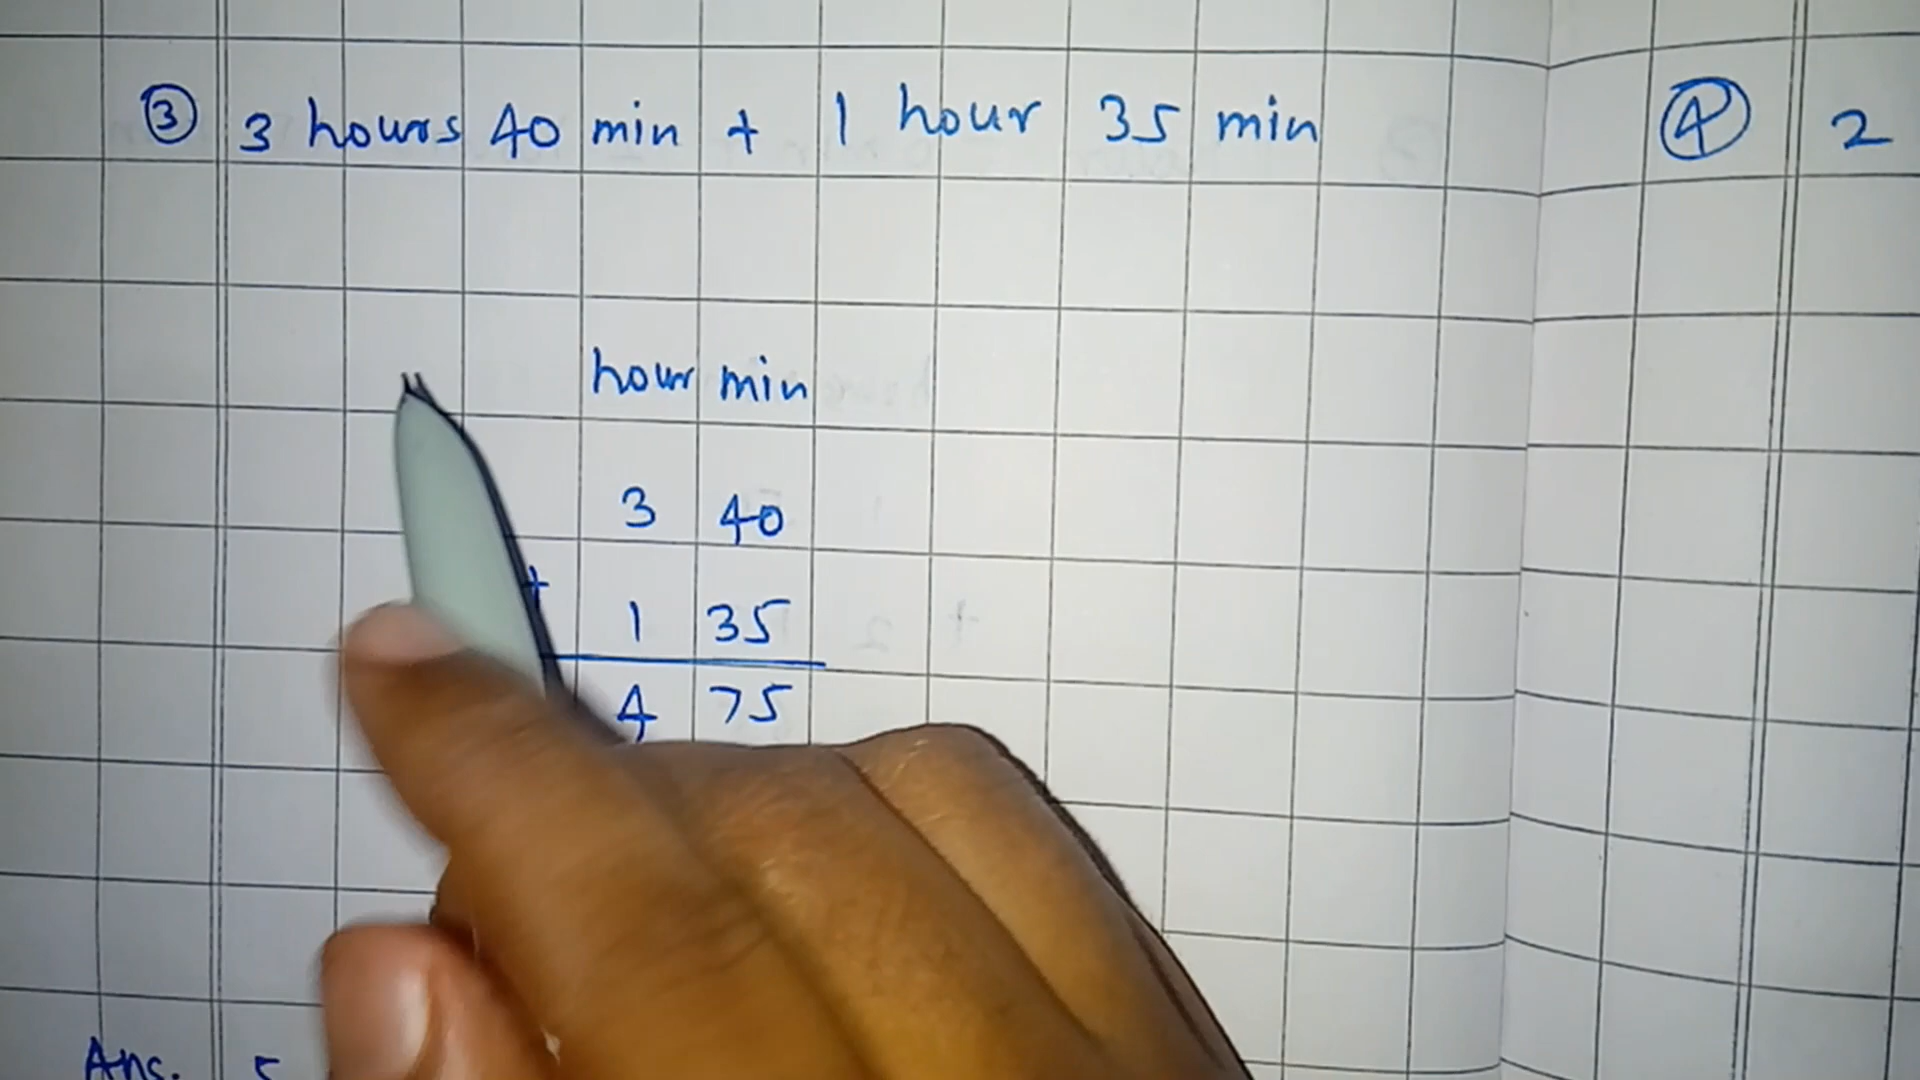 ③ 3 hours 40 min + 1 hour 35 min
④ 2
hour min
3 40
+
1 35
4 75
Ans. 5